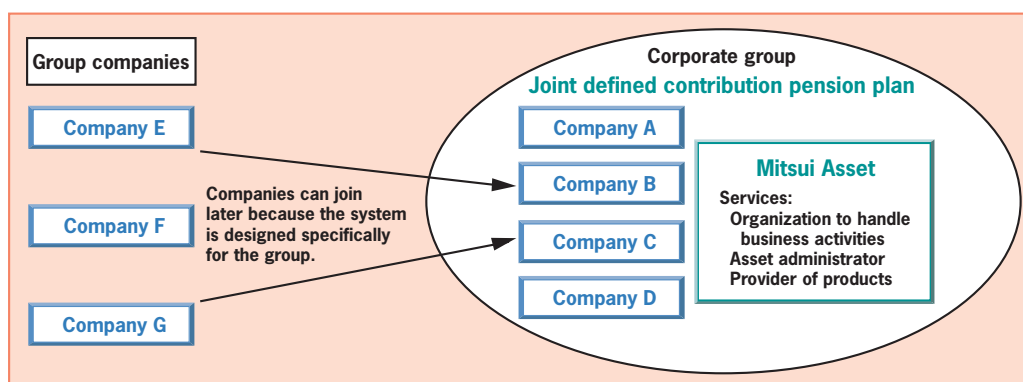 Group companies
Company E
Company F
Company G
Companies can join
later because the system
is designed specifically
for the group.
Corporate group
Joint defined contribution pension plan
Company A
Company B
Company C
Company D
Mitsui Asset
Services:
Organization to handle
business activities
Asset administrator
Provider of products